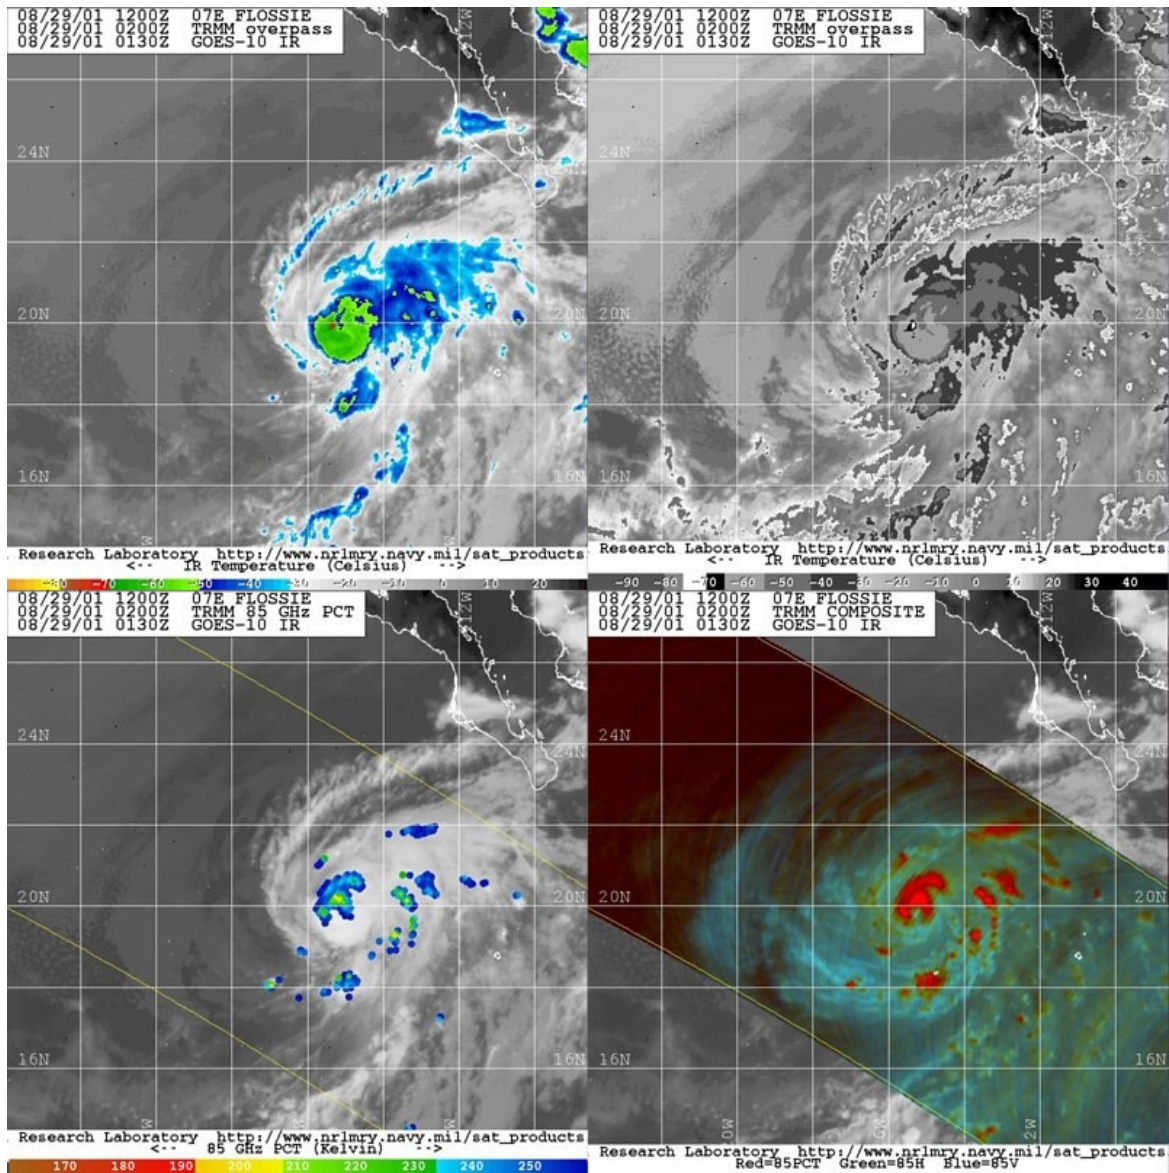 08/29/01 1200Z 07E FLOSSIE
08/29/01 0200Z TRMM overpass
08/29/01 0130Z GOES-10 IR
24N
20N
16N
Research Laboratory http://www.nrlmry.navy.mil/sat_products
<-- IR Temperature (Celsius) -->
-80 -70 -60 -50 -40 -30 -20 -10 0 10 20
08/29/01 1200Z 07E FLOSSIE
08/29/01 0200Z TRMM overpass
08/29/01 0130Z GOES-10 IR
24N
20N
16N
Research Laboratory http://www.nrlmry.navy.mil/sat_products
<-- IR Temperature (Celsius) -->
-90 -80 -70 -60 -50 -40 -30 -20 -10 0 10 20 30 40
08/29/01 1200Z 07E FLOSSIE
08/29/01 0200Z TRMM 85 GHz PCT
08/29/01 0130Z GOES-10 IR
24N
20N
16N
Research Laboratory http://www.nrlmry.navy.mil/sat_products
<-- 85 GHz PCT (Kelvin) -->
170 180 190 200 210 220 230 240 250
08/29/01 1200Z 07E FLOSSIE
08/29/01 0200Z TRMM COMPOSITE
08/29/01 0130Z GOES-10 IR
24N
20N
16N
Research Laboratory http://www.nrlmry.navy.mil/sat_products
Red=85PCT Green=85H Blue=85V